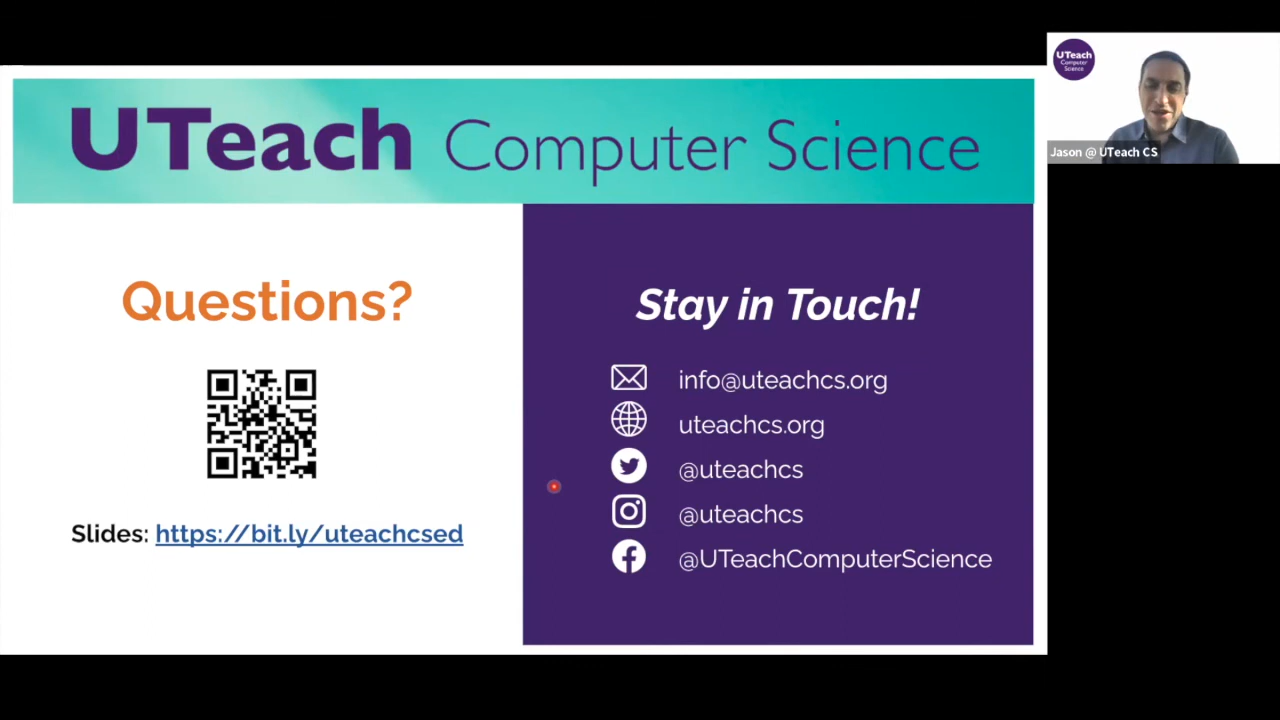 UTeach Computer Science
UTeach
Computer
Science
Jason @ UTeach CS
Questions?
Slides: https://bit.ly/uteachcsed
Stay in Touch!
info@uteachcs.org
uteachcs.org
@uteachcs
@uteachcs
@UTeachComputerScience